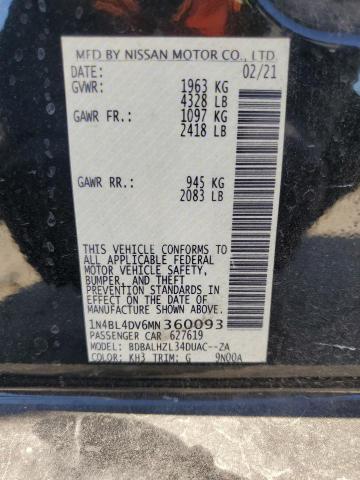 MFD BY NISSAN MOTOR CO., LTD.
DATE: 02/21
GVWR: 1963 KG
4328 LB
GAWR FR.: 1097 KG
2418 LB
GAWR RR.: 945 KG
2083 LB
THIS VEHICLE CONFORMS TO
ALL APPLICABLE FEDERAL
MOTOR VEHICLE SAFETY,
BUMPER, AND THEFT
PREVENTION STANDARDS IN
EFFECT ON THE DATE OF
MANUFACTURE SHOWN ABOVE.
1N4BL4DV6MN360093
PASSENGER CAR 627619
MODEL: BDBALHZL34DUAC--ZA
COLOR: KH3 TRIM: G 9N00A